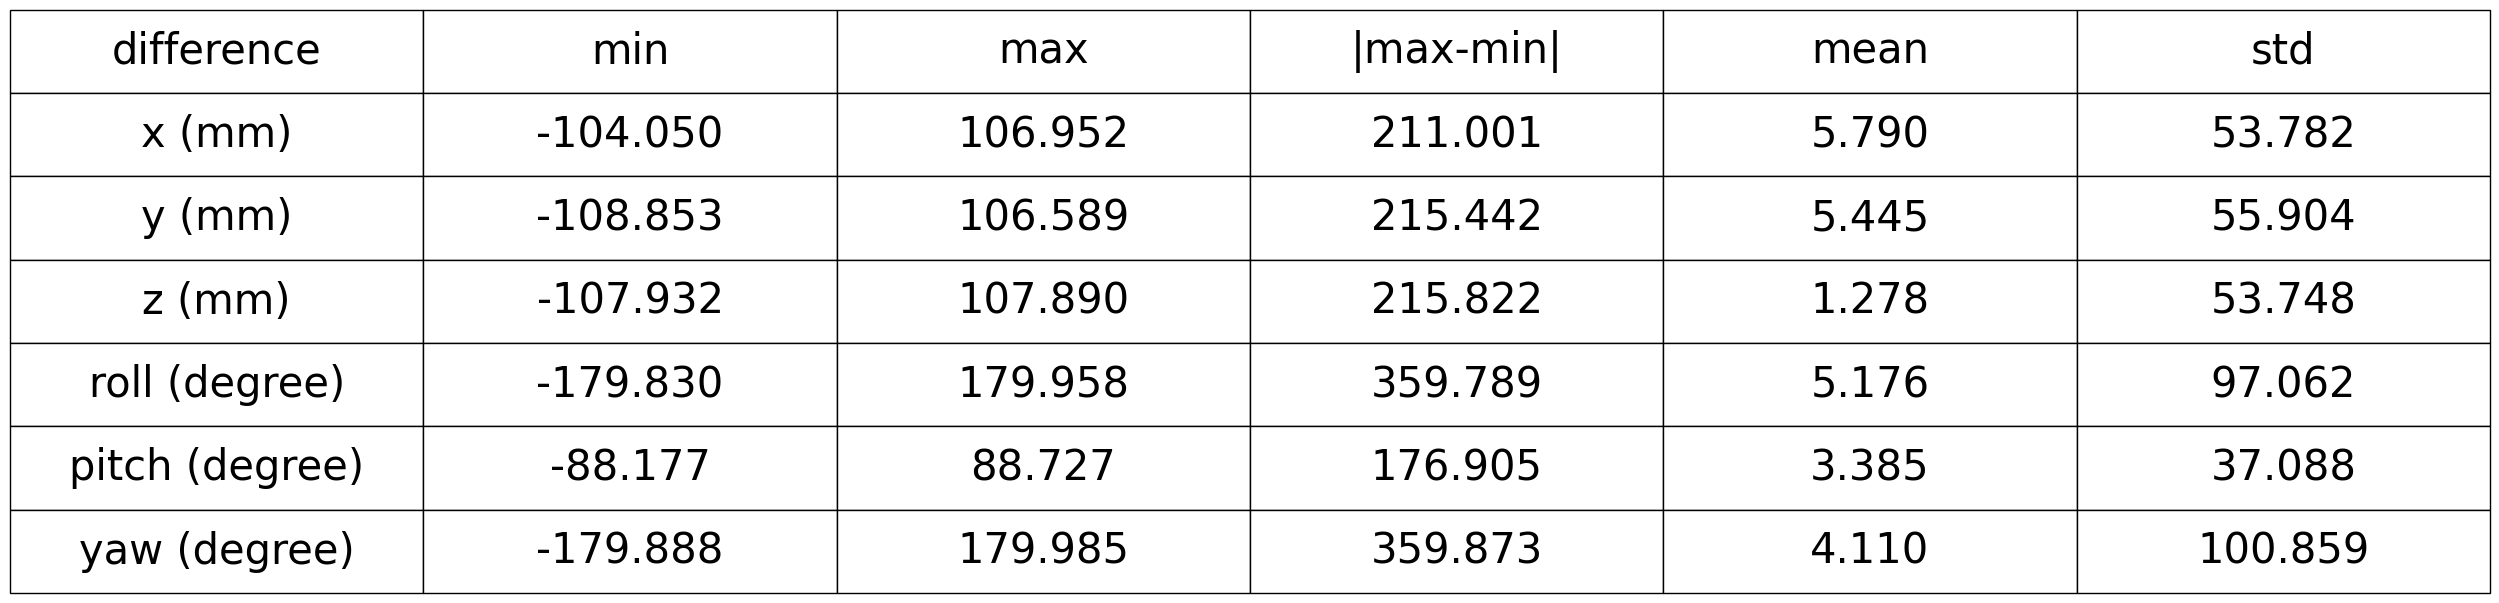 difference min max |max-min| mean std
x (mm) -104.050 106.952 211.001 5.790 53.782
y (mm) -108.853 106.589 215.442 5.445 55.904
z (mm) -107.932 107.890 215.822 1.278 53.748
roll (degree) -179.830 179.958 359.789 5.176 97.062
pitch (degree) -88.177 88.727 176.905 3.385 37.088
yaw (degree) -179.888 179.985 359.873 4.110 100.859